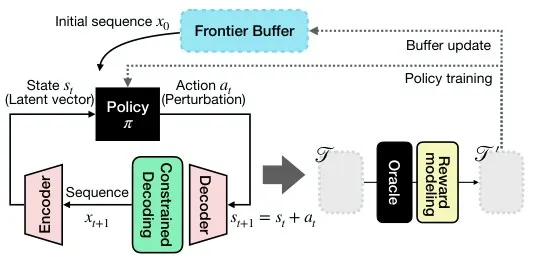 Initial sequence x₀
Frontier Buffer
Buffer update
Policy training
State sₜ
(Latent vector)
Policy
π
Action aₜ
(Perturbation)
Encoder
Sequence
xₜ₊₁
Constrained
Decoding
Decoder
sₜ₊₁ = sₜ + aₜ
𝒯
Oracle
Reward
modeling
𝒯′